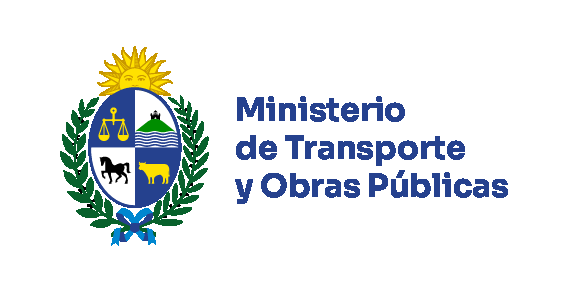 Ministerio
de Transporte
y Obras Públicas